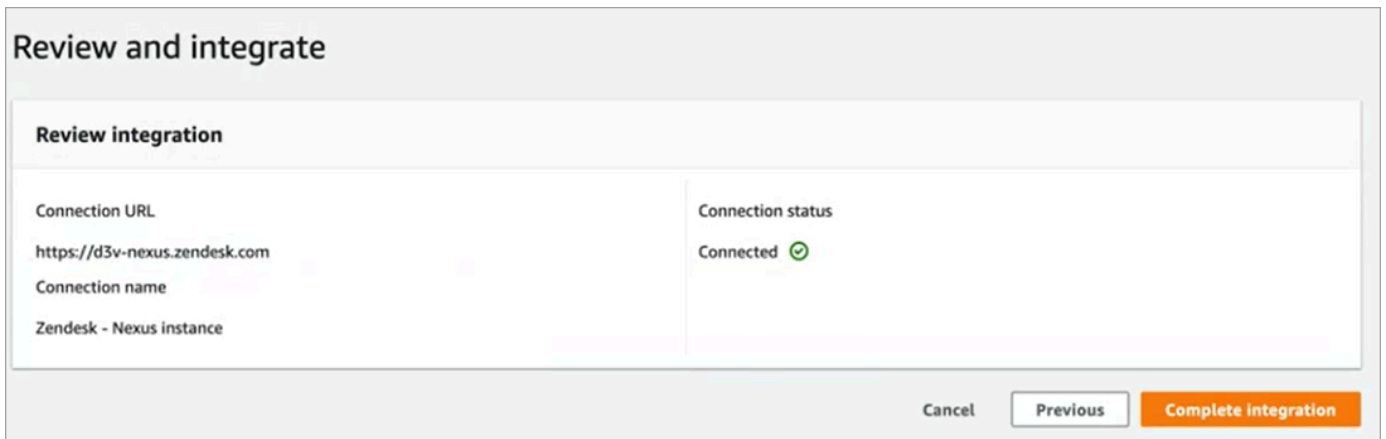 Review and integrate
Review integration
Connection URL
https://d3v-nexus.zendesk.com
Connection name
Zendesk - Nexus instance
Connection status
Connected
Cancel
Previous
Complete integration